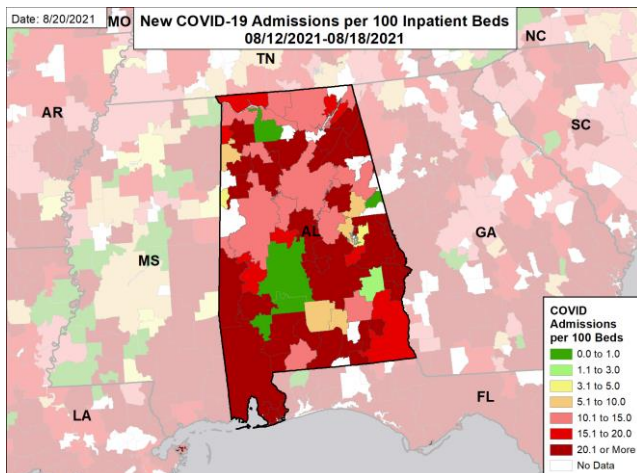 Date: 8/20/2021
New COVID-19 Admissions per 100 Inpatient Beds
08/12/2021-08/18/2021
MO
NC
TN
AR
SC
AL
GA
MS
LA
FL
COVID
Admissions
per 100 Beds
0.0 to 1.0
1.1 to 3.0
3.1 to 5.0
5.1 to 10.0
10.1 to 15.0
15.1 to 20.0
20.1 or More
No Data